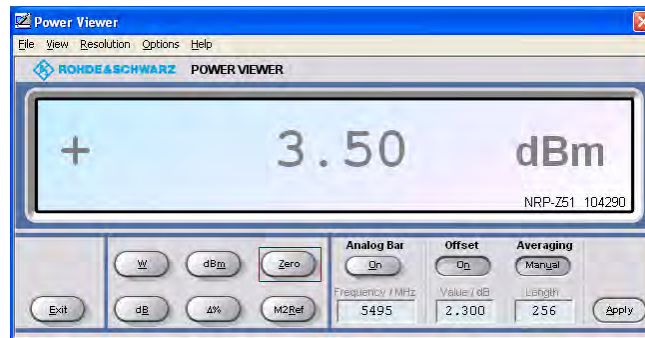 Power Viewer
File View Resolution Options Help
ROHDE&SCHWARZ POWER VIEWER
+ 3.50 dBm
NRP-Z51 104290
Analog Bar Offset Averaging
W dBm Zero On On Manual
Frequency / MHz Value / dB Length
Exit dB Δ% M2Ref 5495 2.300 256 Apply